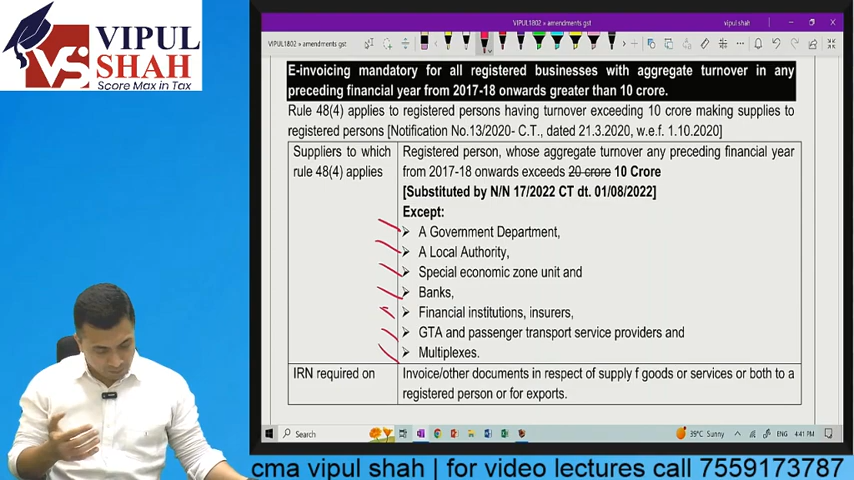 VIPUL
SHAH
VS
Score Max in Tax
VIPUL1802 » amendments gst
vipul shah
VIPUL1802 » amendments gst
E-invoicing mandatory for all registered businesses with aggregate turnover in any
preceding financial year from 2017-18 onwards greater than 10 crore.
Rule 48(4) applies to registered persons having turnover exceeding 10 crore making supplies to
registered persons [Notification No.13/2020- C.T., dated 21.3.2020, w.e.f. 1.10.2020]
Suppliers to which
rule 48(4) applies
Registered person, whose aggregate turnover any preceding financial year
from 2017-18 onwards exceeds 20 crore 10 Crore
[Substituted by N/N 17/2022 CT dt. 01/08/2022]
Except:
➢ A Government Department,
➢ A Local Authority,
➢ Special economic zone unit and
➢ Banks,
➢ Financial institutions, insurers,
➢ GTA and passenger transport service providers and
➢ Multiplexes.
IRN required on
Invoice/other documents in respect of supply f goods or services or both to a
registered person or for exports.
Search
39°C Sunny
ENG
4:41 PM
cma vipul shah | for video lectures call 7559173787